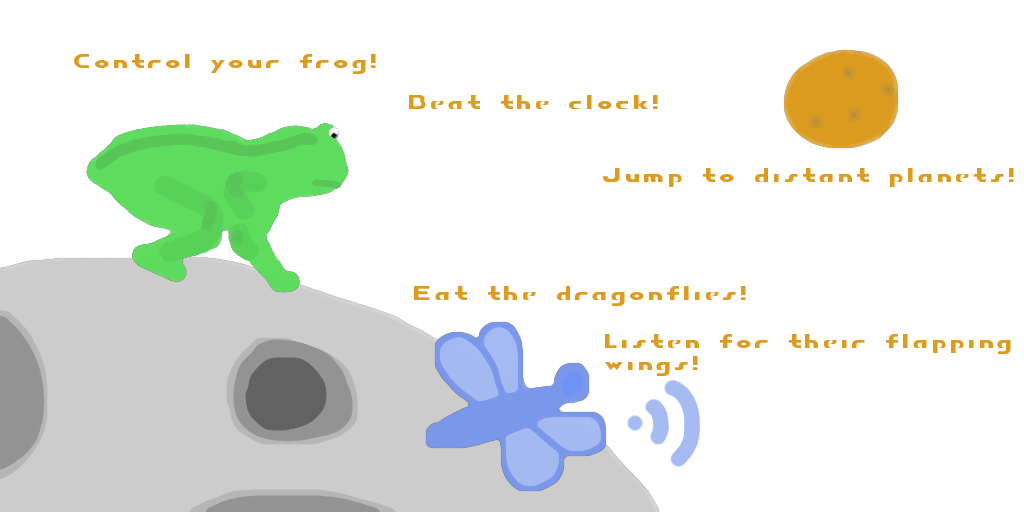 Control your frog!
Beat the clock!
Jump to distant planets!
Eat the dragonflies!
Listen for their flapping
wings!